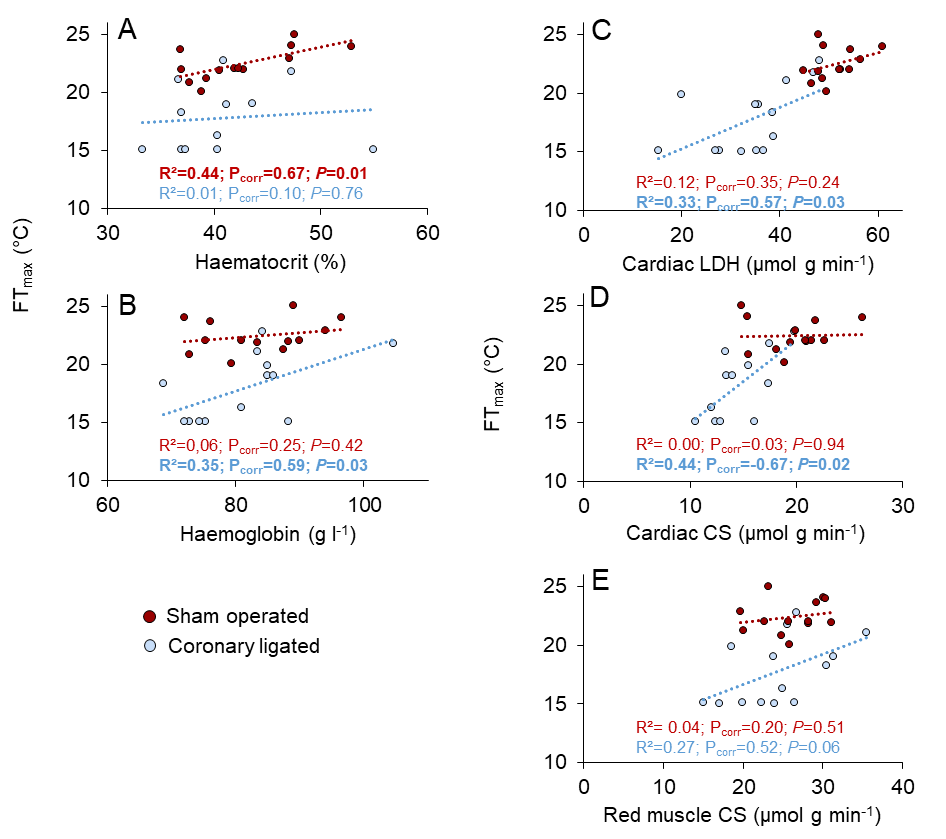 A
25
20
15
10
R²=0.44; Pcorr=0.67; P=0.01
R²=0.01; Pcorr=0.10; P=0.76
30
40
50
60
Haematocrit (%)
C
25
20
15
10
R²=0.12; Pcorr=0.35; P=0.24
R²=0.33; Pcorr=0.57; P=0.03
0
20
40
60
Cardiac LDH (µmol g min-1)
FTmax (°C)
B
25
20
15
10
R²=0,06; Pcorr=0.25; P=0.42
R²=0.35; Pcorr=0.59; P=0.03
60
80
100
Haemoglobin (g l-1)
FTmax (°C)
D
25
20
15
10
R²= 0.00; Pcorr=0.03; P=0.94
R²=0.44; Pcorr=-0.67; P=0.02
0
10
20
30
Cardiac CS (µmol g min-1)
Sham operated
Coronary ligated
E
25
20
15
10
R²= 0.04; Pcorr=0.20; P=0.51
R²=0.27; Pcorr=0.52; P=0.06
0
10
20
30
40
Red muscle CS (µmol g min-1)